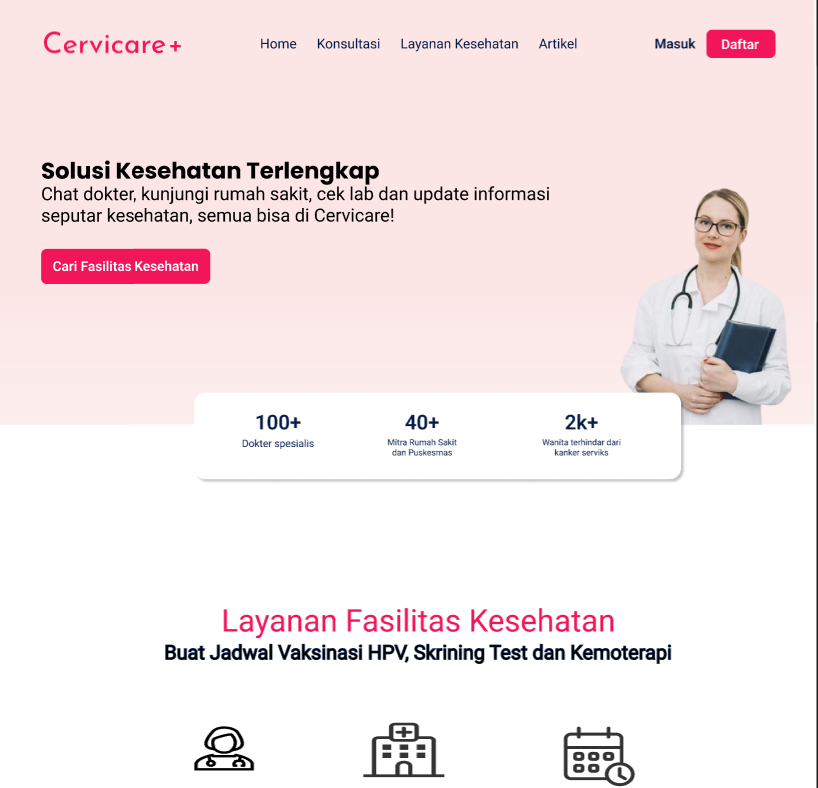 Cervicare+
Home Konsultasi Layanan Kesehatan Artikel Masuk Daftar
Solusi Kesehatan Terlengkap
Chat dokter, kunjungi rumah sakit, cek lab dan update informasi
seputar kesehatan, semua bisa di Cervicare!
Cari Fasilitas Kesehatan
100+
Dokter spesialis
40+
Mitra Rumah Sakit
dan Puskesmas
2k+
Wanita terhindar dari
kanker serviks
Layanan Fasilitas Kesehatan
Buat Jadwal Vaksinasi HPV, Skrining Test dan Kemoterapi